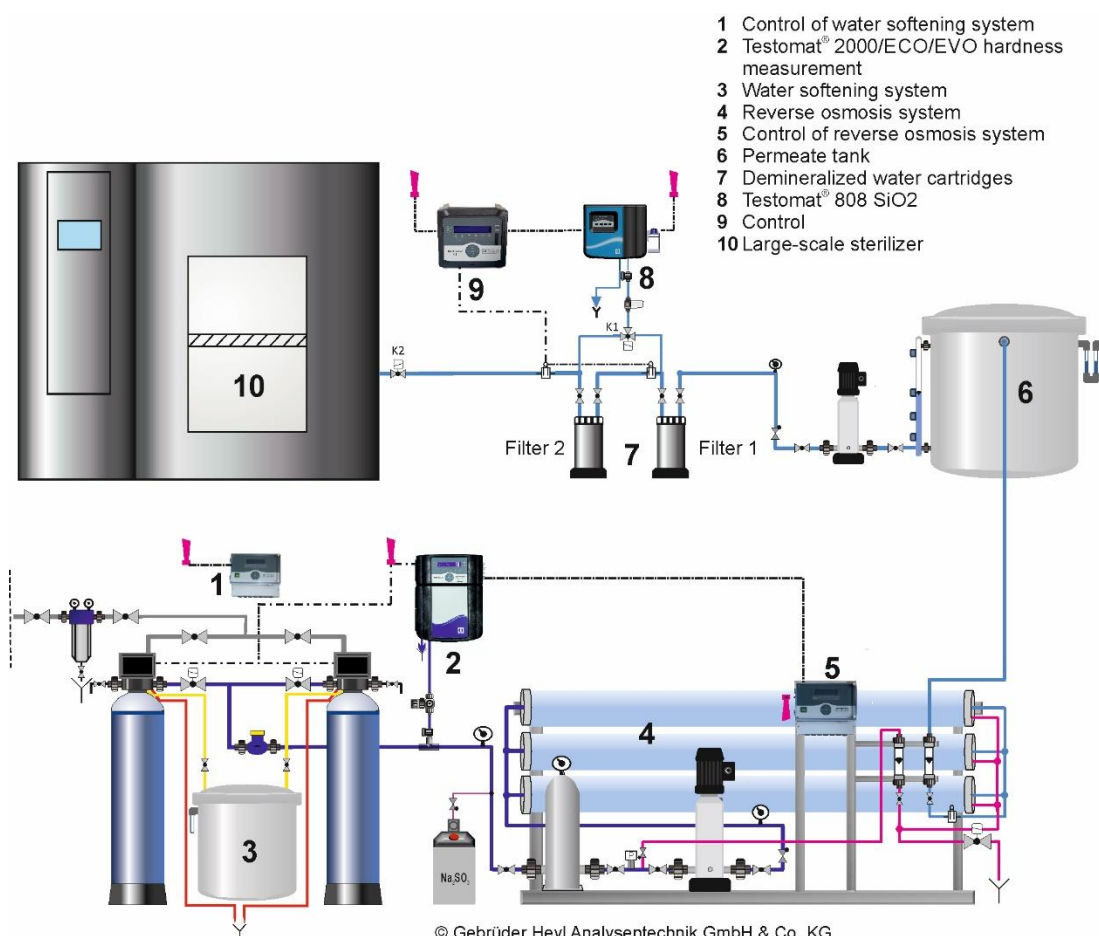 1 Control of water softening system
2 Testomat® 2000/ECO/EVO hardness
measurement
3 Water softening system
4 Reverse osmosis system
5 Control of reverse osmosis system
6 Permeate tank
7 Demineralized water cartridges
8 Testomat® 808 SiO2
9 Control
10 Large-scale sterilizer
9
8
K1
K2
10
6
Filter 2
7
Filter 1
1
2
5
4
3
Na₂SO₃
© Gebrüder Heyl Analysentechnik GmbH & Co. KG